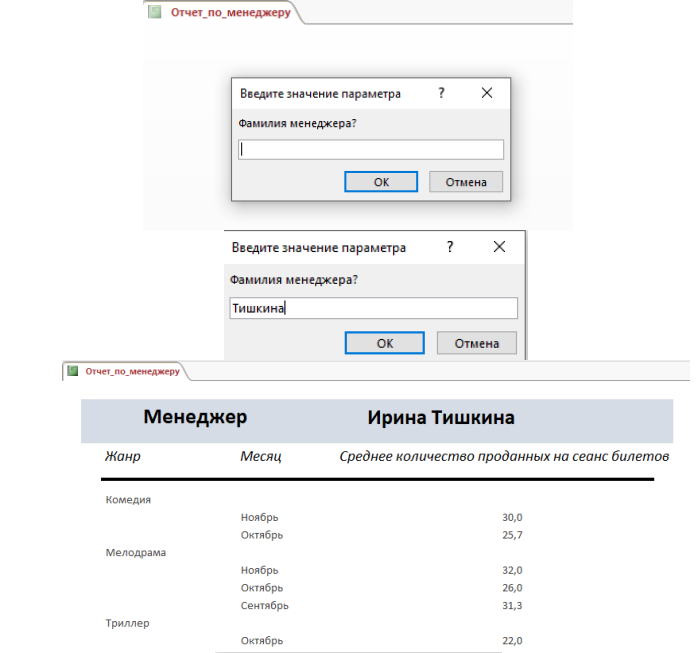 Отчет_по_менеджеру
Введите значение параметра ? ×
Фамилия менеджера?
ОК Отмена
Введите значение параметра ? ×
Фамилия менеджера?
Тишкина
ОК Отмена
Отчет_по_менеджеру
Менеджер Ирина Тишкина
Жанр Месяц Среднее количество проданных на сеанс билетов
Комедия
Ноябрь 30,0
Октябрь 25,7
Мелодрама
Ноябрь 32,0
Октябрь 26,0
Сентябрь 31,3
Триллер
Октябрь 22,0